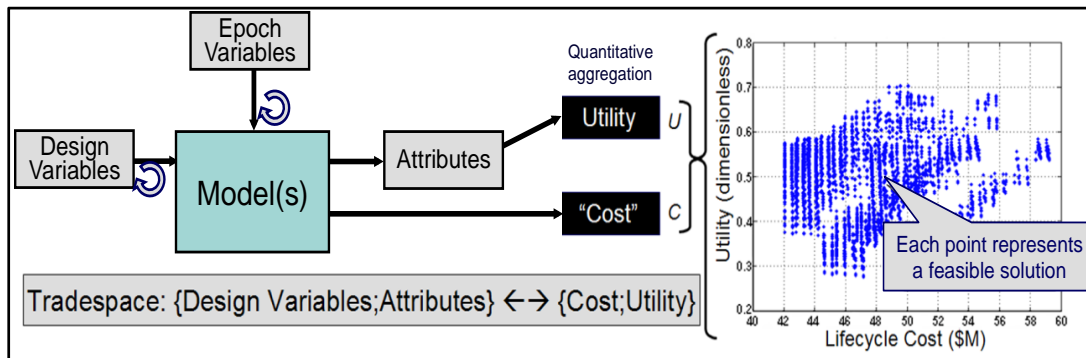 Epoch
Variables
Design
Variables
Model(s)
Attributes
Quantitative
aggregation
Utility
U
“Cost”
C
Tradespace: {Design Variables;Attributes} ←→ {Cost;Utility}
Utility (dimensionless)
0.8
0.7
0.6
0.5
0.4
0.3
0.2
40 42 44 46 48 50 52 54 56 58 60
Lifecycle Cost ($M)
Each point represents
a feasible solution